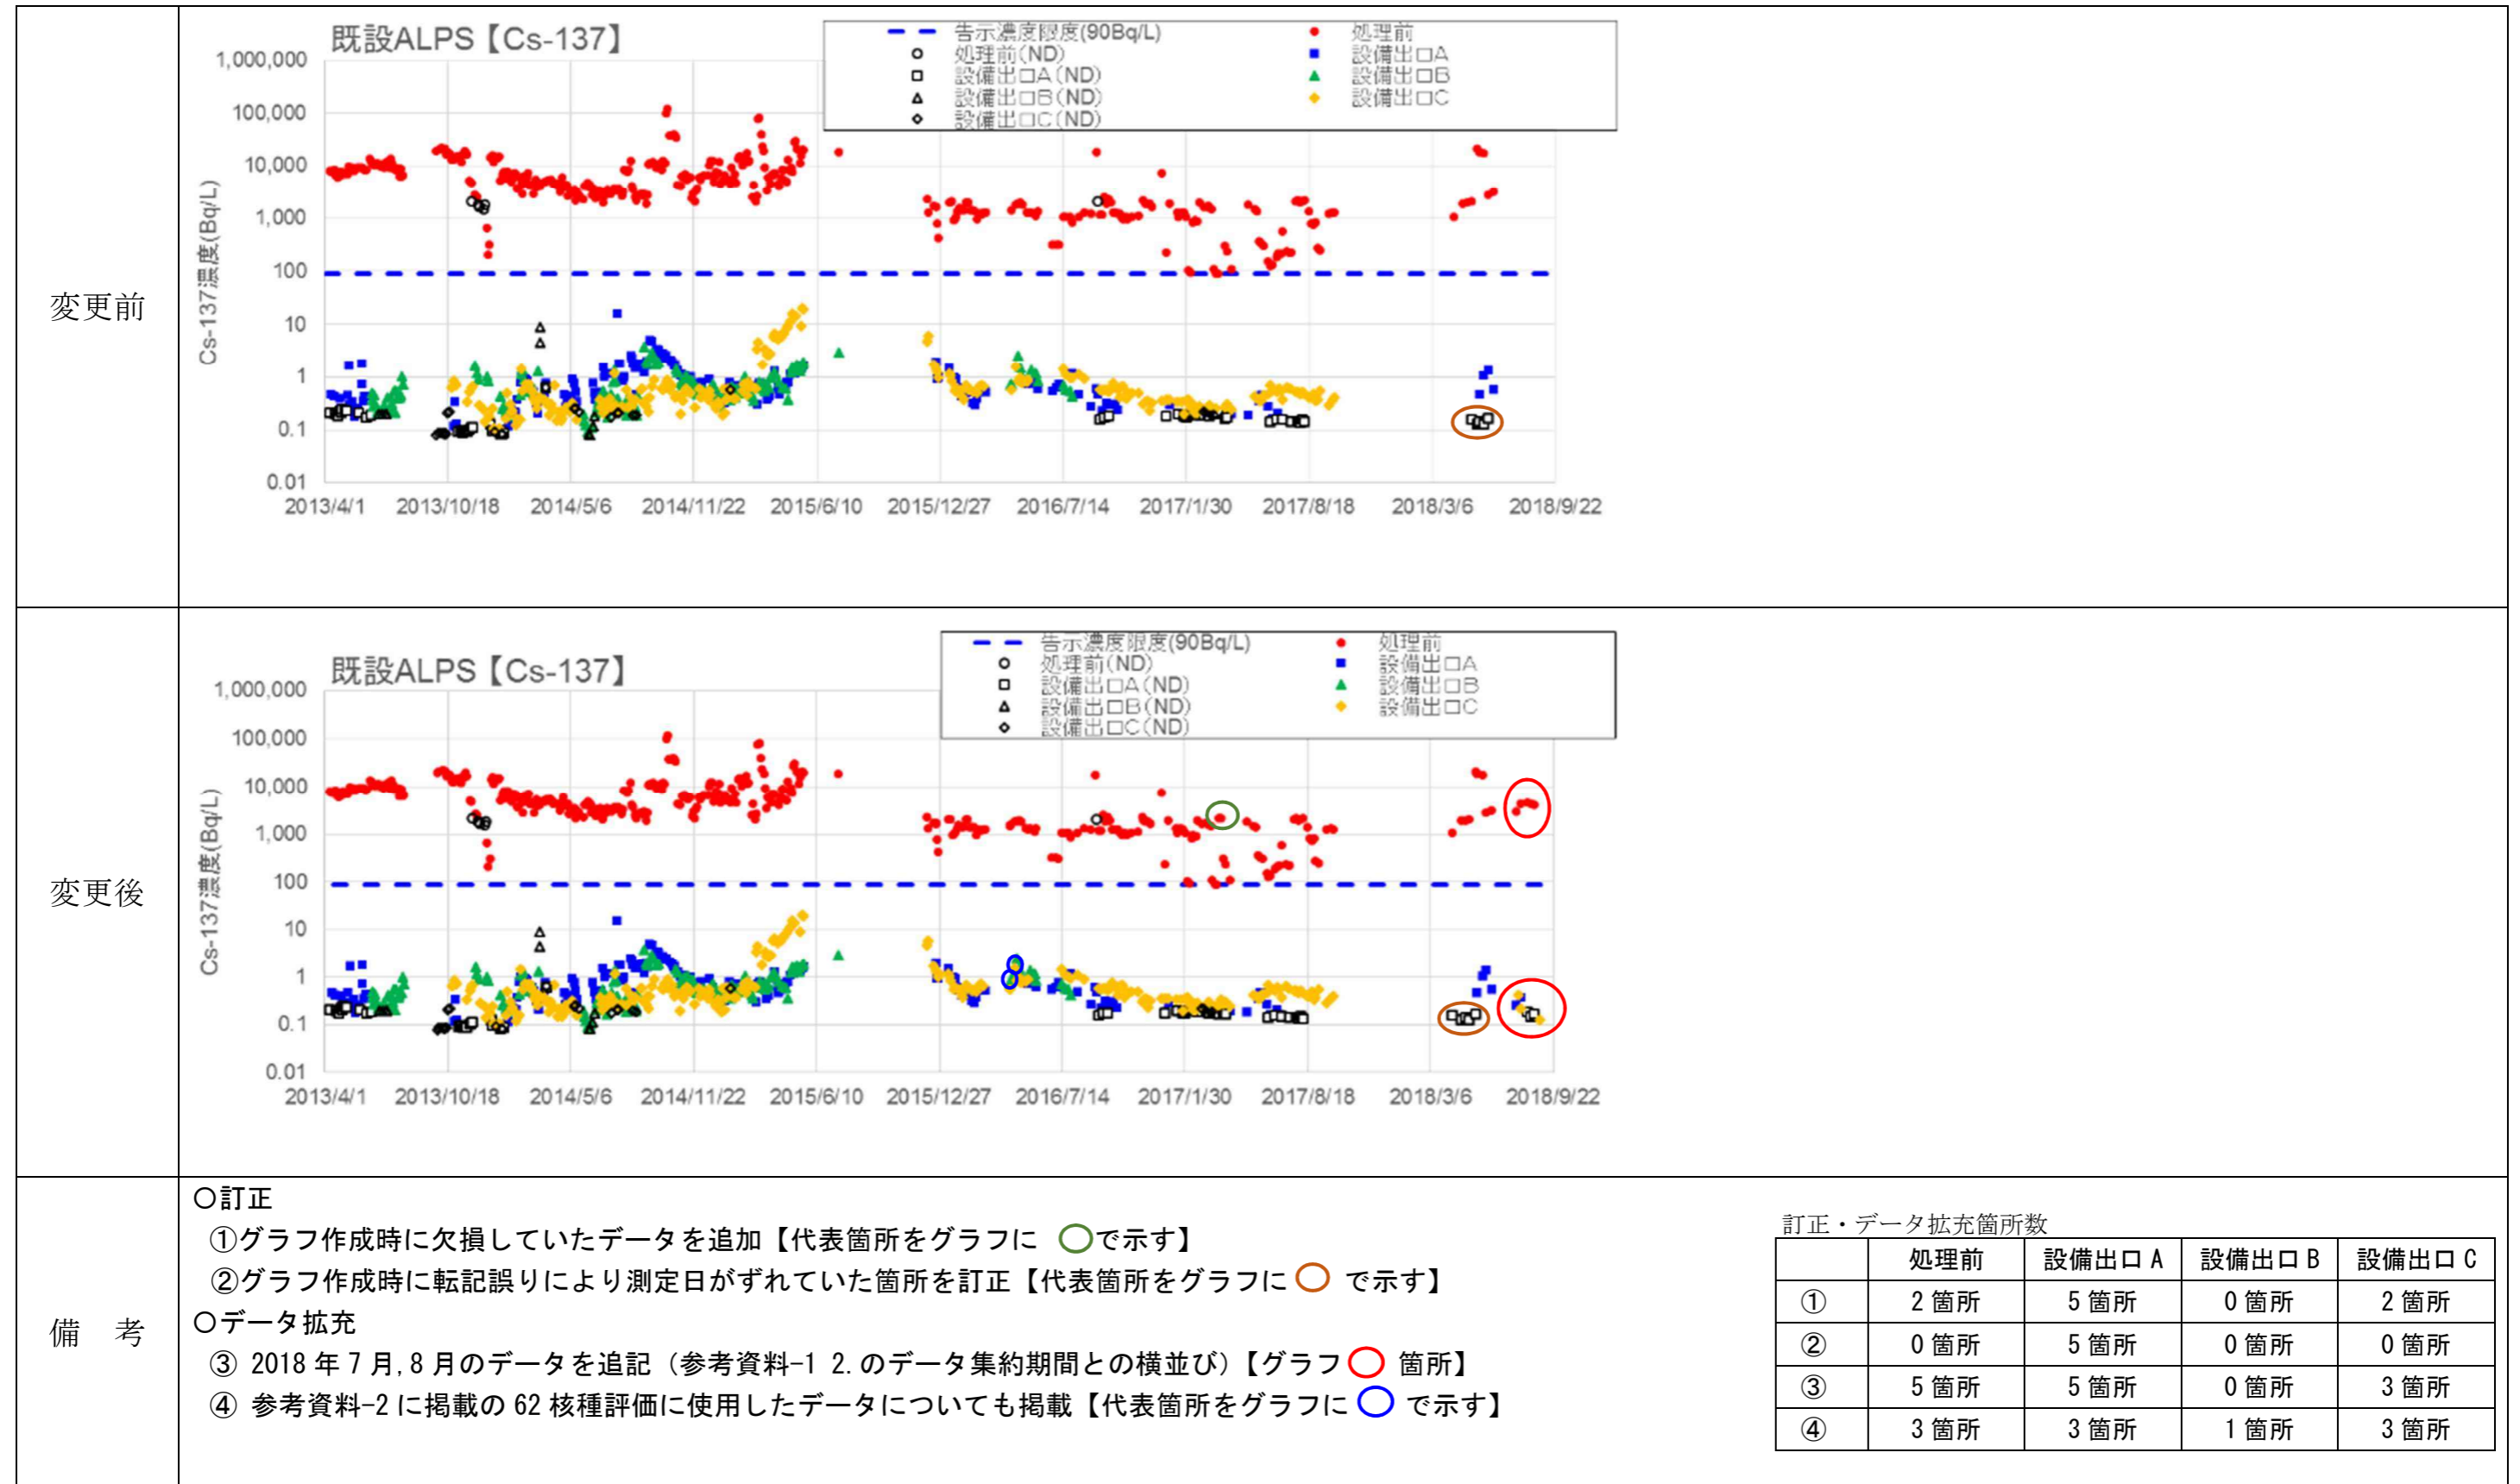 変更前
既設ALPS【Cs-137】
告示濃度限度(90Bq/L)
処理前
処理前(ND)
設備出口A
設備出口A(ND)
設備出口B
設備出口B(ND)
設備出口C
設備出口C(ND)
Cs-137濃度(Bq/L)
1,000,000
100,000
10,000
1,000
100
10
1
0.1
0.01
2013/4/1 2013/10/18 2014/5/6 2014/11/22 2015/6/10 2015/12/27 2016/7/14 2017/1/30 2017/8/18 2018/3/6 2018/9/22
変更後
既設ALPS【Cs-137】
告示濃度限度(90Bq/L)
処理前
処理前(ND)
設備出口A
設備出口A(ND)
設備出口B
設備出口B(ND)
設備出口C
設備出口C(ND)
Cs-137濃度(Bq/L)
1,000,000
100,000
10,000
1,000
100
10
1
0.1
0.01
2013/4/1 2013/10/18 2014/5/6 2014/11/22 2015/6/10 2015/12/27 2016/7/14 2017/1/30 2017/8/18 2018/3/6 2018/9/22
備 考
〇訂正
①グラフ作成時に欠損していたデータを追加【代表箇所をグラフに ○で示す】
②グラフ作成時に転記誤りにより測定日がずれていた箇所を訂正【代表箇所をグラフに○ で示す】
〇データ拡充
③ 2018年7月,8月のデータを追記（参考資料-1 2.のデータ集約期間との横並び）【グラフ○ 箇所】
④ 参考資料-2に掲載の62核種評価に使用したデータについても掲載【代表箇所をグラフに○ で示す】
訂正・データ拡充箇所数
処理前 設備出口A 設備出口B 設備出口C
① 2箇所 5箇所 0箇所 2箇所
② 0箇所 5箇所 0箇所 0箇所
③ 5箇所 5箇所 0箇所 3箇所
④ 3箇所 3箇所 1箇所 3箇所